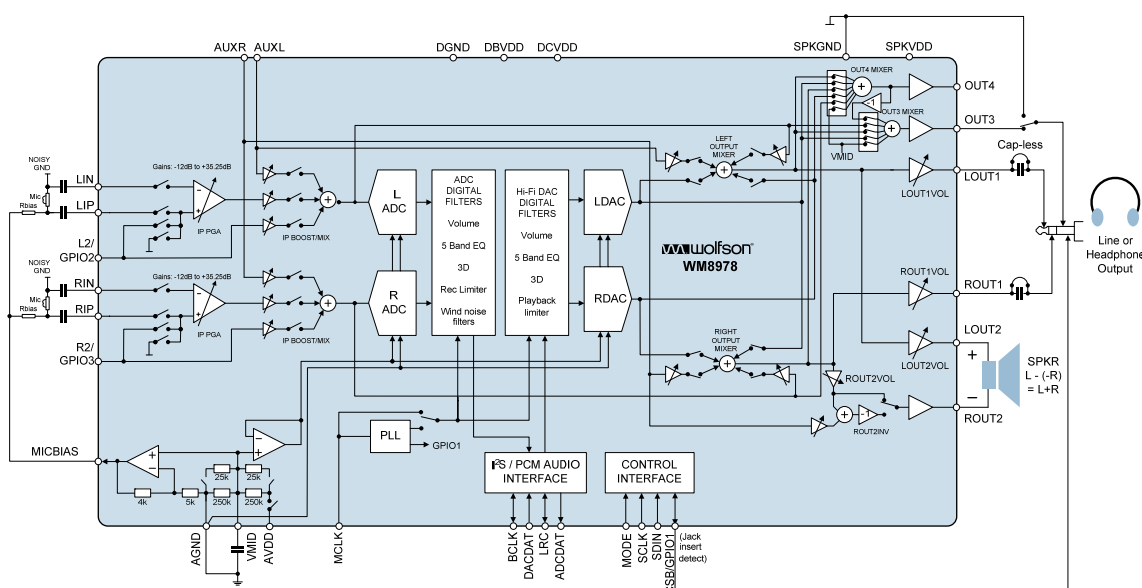 AUXR AUXL
DGND DBVDD DCVDD
SPKGND SPKVDD
OUT4 MIXER
OUT4
-1
OUT3 MIXER
OUT3
VMID
Cap-less
LEFT
OUTPUT
MIXER
LOUT1
LOUT1VOL
NOISY
GND
LIN
Mic
LIP
Rbias
Gains: -12dB to +35.25dB
IP PGA
IP BOOST/MIX
L2/
GPIO2
L
ADC
ADC
DIGITAL
FILTERS
Volume
5 Band EQ
3D
Rec Limiter
Wind noise
filters
Hi-Fi DAC
DIGITAL
FILTERS
Volume
5 Band EQ
3D
Playback
limiter
LDAC
wolfson
WM8978
Line or
Headphone
Output
NOISY
GND
RIN
Mic
RIP
Rbias
Gains: -12dB to +35.25dB
IP PGA
IP BOOST/MIX
R2/
GPIO3
R
ADC
RDAC
ROUT1VOL
ROUT1
RIGHT
OUTPUT
MIXER
LOUT2
LOUT2VOL
ROUT2VOL
+
−
SPKR
L - (-R)
= L+R
-1
ROUT2INV
ROUT2
MICBIAS
PLL
GPIO1
25k 25k
4k 5k 250k 250k
I²S / PCM AUDIO
INTERFACE
CONTROL
INTERFACE
AGND
VMID
AVDD
MCLK
BCLK
DACDAT
LRC
ADCDAT
MODE
SCLK
SDIN
CSB/GPIO1
(Jack
insert
detect)